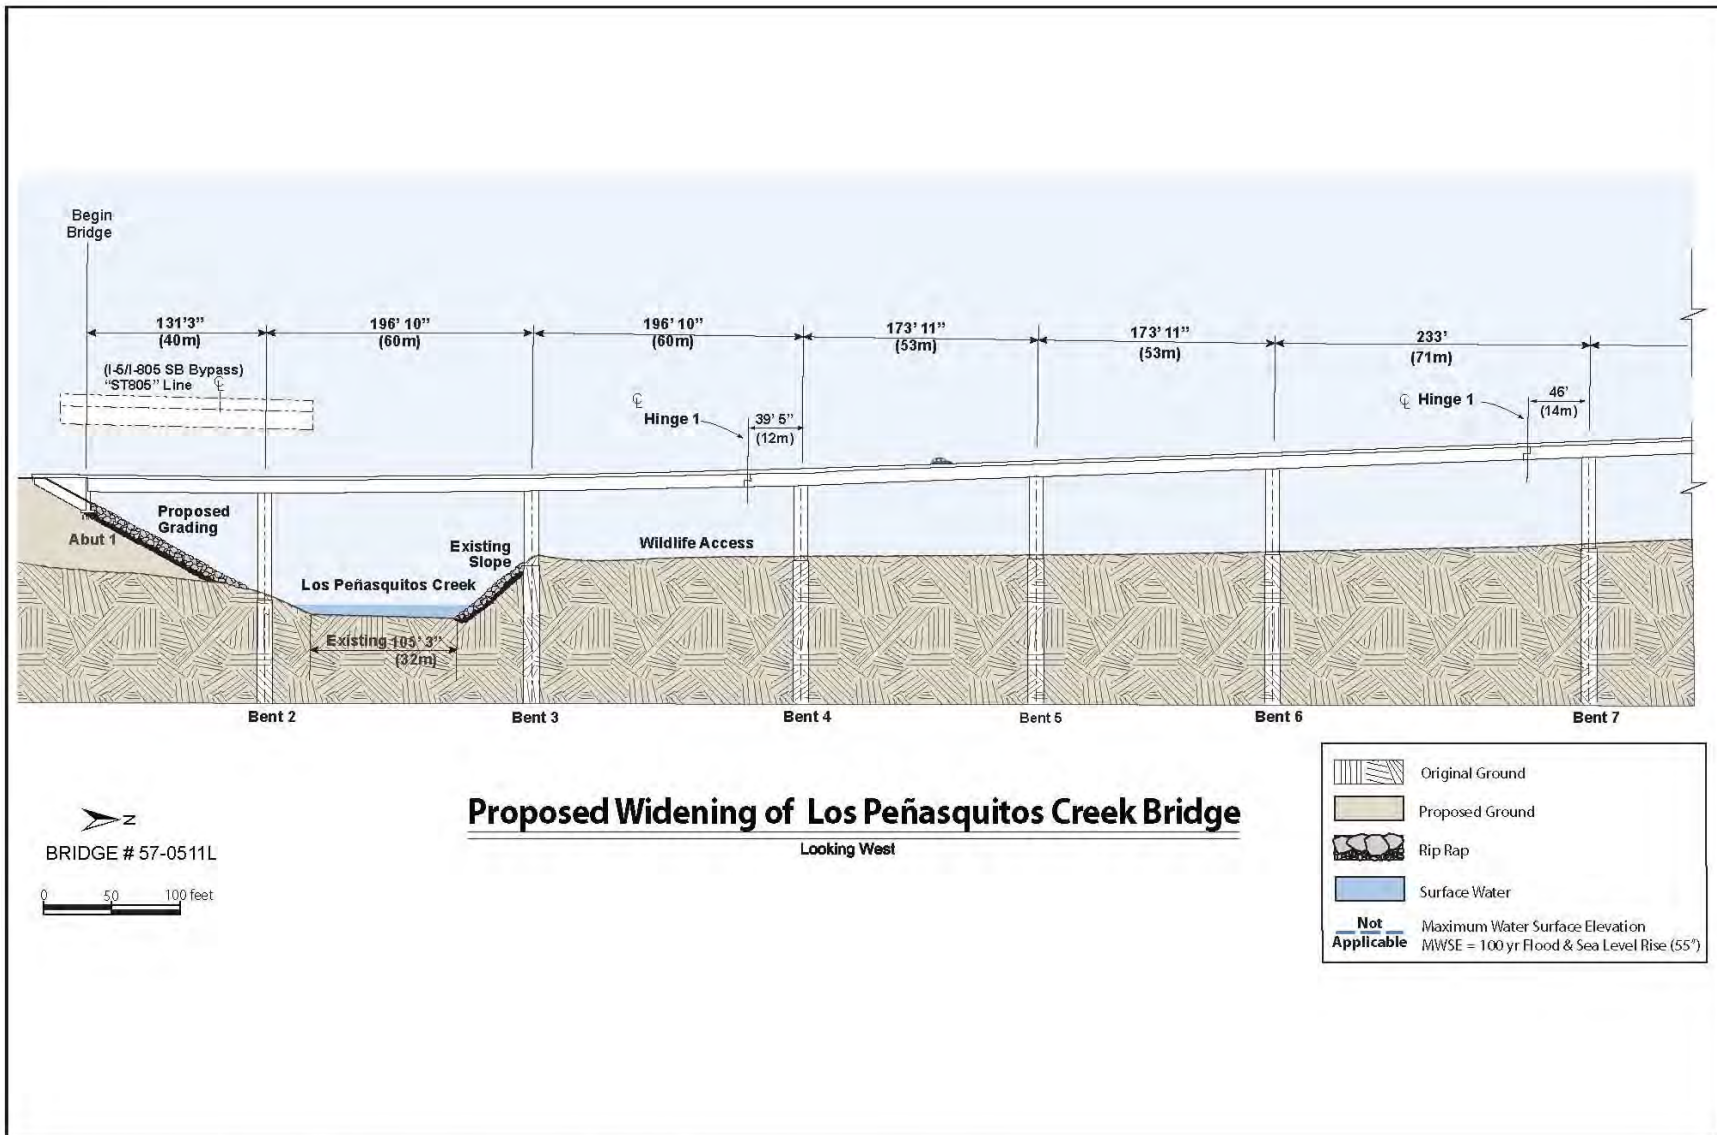 Begin
Bridge
131'3" 196' 10" 196' 10" 173' 11" 173' 11" 233'
(40m) (60m) (60m) (53m) (53m) (71m)
(I-5/I-805 SB Bypass)
"ST805" Line ℄
℄ Hinge 1 39' 5"
(12m)
℄ Hinge 1 46'
(14m)
Proposed
Grading
Abut 1
Existing
Slope
Wildlife Access
Los Peñasquitos Creek
Existing 105' 3"
(32m)
Bent 2 Bent 3 Bent 4 Bent 5 Bent 6 Bent 7
Proposed Widening of Los Peñasquitos Creek Bridge
Looking West
N
BRIDGE # 57-0511L
0 50 100 feet
Original Ground
Proposed Ground
Rip Rap
Surface Water
Not Maximum Water Surface Elevation
Applicable MWSE = 100 yr Flood & Sea Level Rise (55")